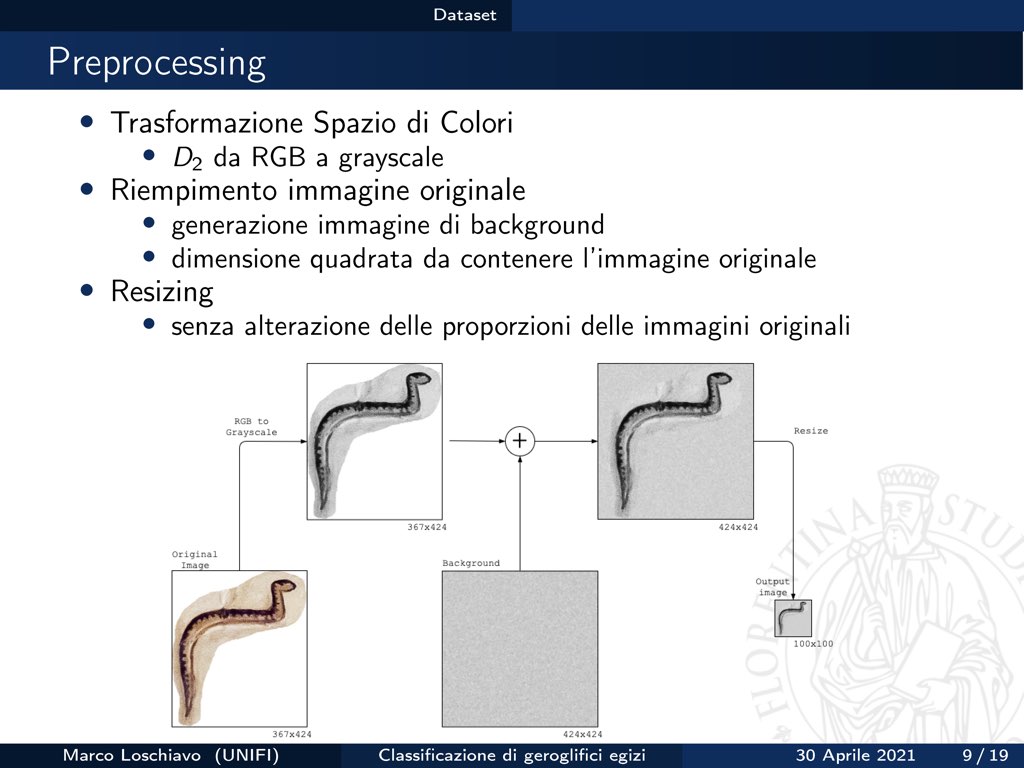 Dataset
Preprocessing
• Trasformazione Spazio di Colori
• D2 da RGB a grayscale
• Riempimento immagine originale
• generazione immagine di background
• dimensione quadrata da contenere l'immagine originale
• Resizing
• senza alterazione delle proporzioni delle immagini originali
RGB to
Grayscale
367x424
+
424x424
Resize
Original
Image
367x424
Background
424x424
Output
image
100x100
FLORENTINA STUDI
Marco Loschiavo (UNIFI) Classificazione di geroglifici egizi 30 Aprile 2021 9 / 19